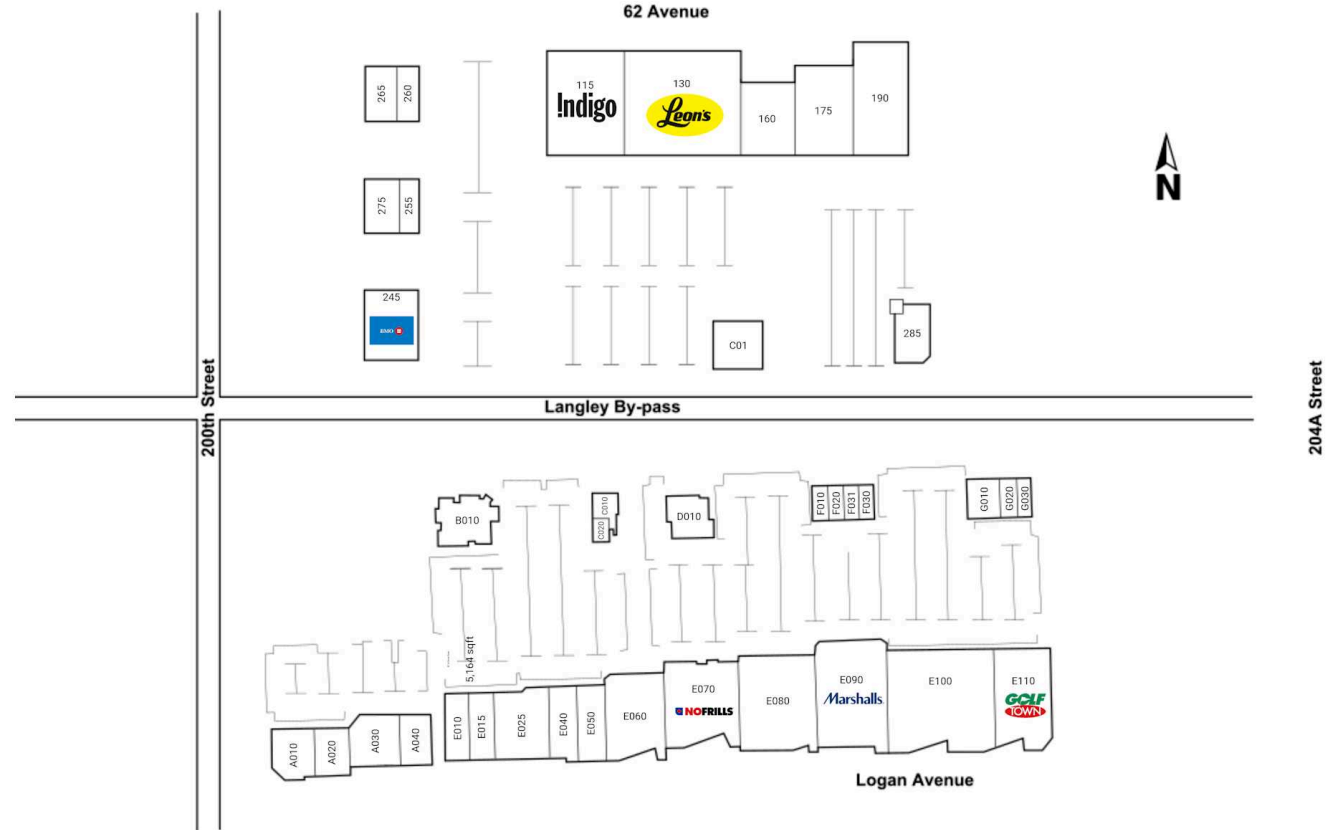 62 Avenue
265
260
115
!ndigo
130
Leon's
160
175
190
N
275
255
245
BMO
C01
285
200th Street
Langley By-pass
204A Street
B010
C010
C020
D010
F010
F020
F031
F030
G010
G020
G030
5,164 sqft
A010
A020
A030
A040
E010
E015
E025
E040
E050
E060
E070
NOFRILLS
E080
E090
Marshalls
E100
E110
GOLF
TOWN
Logan Avenue